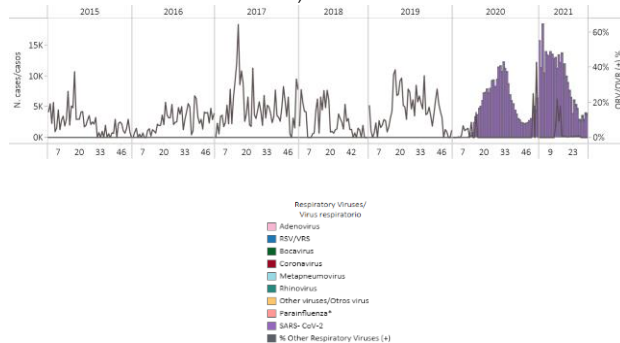 2015 2016 2017 2018 2019 2020 2021
N. cases/casos
15K
10K
5K
0K
60%
40%
20%
0%
7 20 33 46 7 20 33 46 7 20 33 46 7 20 33 46 7 20 33 46 7 20 33 46 9 23
Respiratory Viruses/
Virus respiratorio
Adenovirus
RSV/VRS
Bocavirus
Coronavirus
Metapneumovirus
Rhinovirus
Other viruses/Otros virus
Parainfluenza*
SARS- CoV-2
% Other Respiratory Viruses (+)